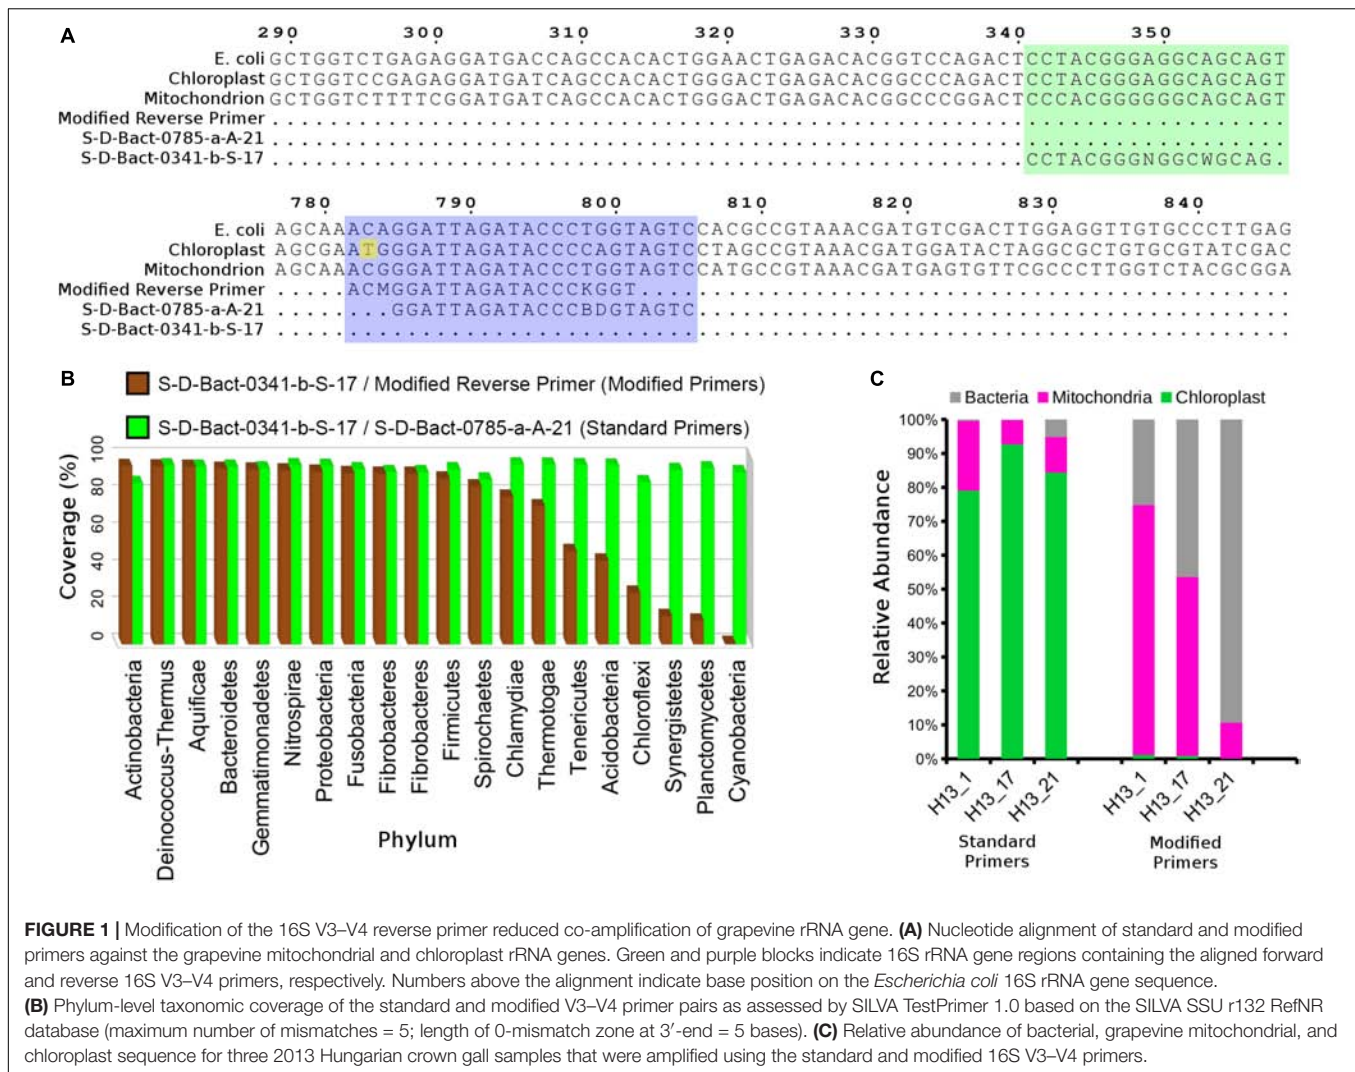 A
290 300 310 320 330 340 350
E. coli GCTGGTCTGAGAGGATGACCAGCCACACTGGAACTGAGACACGGTCCAGACTCCTACGGGAGGCAGCAGT
Chloroplast GCTGGTCCGAGAGGATGATCAGCCACACTGGGACTGAGACACGGCCCAGACTCCTACGGGAGGCAGCAGT
Mitochondrion GCTGGTCTTTTCGGATGATCAGCCACACTGGGACTGAGACACGGCCCGGACTCCCACGGGGGGCAGCAGT
Modified Reverse Primer ......................................................................
S-D-Bact-0785-a-A-21 ......................................................................
S-D-Bact-0341-b-S-17 ....................................................CCTACGGGNGGCWGCAG.
780 790 800 810 820 830 840
E. coli AGCAAACAGGATTAGATACCCTGGTAGTCCACGCCGTAAACGATGTCGACTTGGAGGTTGTGCCCTTGAG
Chloroplast AGCGAATGGGATTAGATACCCCAGTAGTCCTAGCCGTAAACGATGGATACTAGGCGCTGTGCGTATCGAC
Mitochondrion AGCAAACGGGATTAGATACCCTGGTAGTCCATGCCGTAAACGATGAGTGTTCGCCCTTGGTCTACGCGGA
Modified Reverse Primer .....ACMGGATTAGATACCCKGGT.............................................
S-D-Bact-0785-a-A-21 ........GGATTAGATACCCBDGTAGTC.........................................
S-D-Bact-0341-b-S-17 ......................................................................
B
S-D-Bact-0341-b-S-17 / Modified Reverse Primer (Modified Primers)
S-D-Bact-0341-b-S-17 / S-D-Bact-0785-a-A-21 (Standard Primers)
Coverage (%)
100
80
60
40
20
0
Actinobacteria
Deinococcus-Thermus
Aquificae
Bacteroidetes
Gemmatimonadetes
Nitrospirae
Proteobacteria
Fusobacteria
Fibrobacteres
Fibrobacteres
Firmicutes
Spirochaetes
Chlamydiae
Thermotogae
Tenericutes
Acidobacteria
Chloroflexi
Synergistetes
Planctomycetes
Cyanobacteria
Phylum
C
Bacteria Mitochondria Chloroplast
Relative Abundance
100%
90%
80%
70%
60%
50%
40%
30%
20%
10%
0%
H13_1 H13_17 H13_21 H13_1 H13_17 H13_21
Standard Primers
Modified Primers
FIGURE 1 | Modification of the 16S V3–V4 reverse primer reduced co-amplification of grapevine rRNA gene. (A) Nucleotide alignment of standard and modified
primers against the grapevine mitochondrial and chloroplast rRNA genes. Green and purple blocks indicate 16S rRNA gene regions containing the aligned forward
and reverse 16S V3–V4 primers, respectively. Numbers above the alignment indicate base position on the Escherichia coli 16S rRNA gene sequence.
(B) Phylum-level taxonomic coverage of the standard and modified V3–V4 primer pairs as assessed by SILVA TestPrimer 1.0 based on the SILVA SSU r132 RefNR
database (maximum number of mismatches = 5; length of 0-mismatch zone at 3′-end = 5 bases). (C) Relative abundance of bacterial, grapevine mitochondrial, and
chloroplast sequence for three 2013 Hungarian crown gall samples that were amplified using the standard and modified 16S V3–V4 primers.